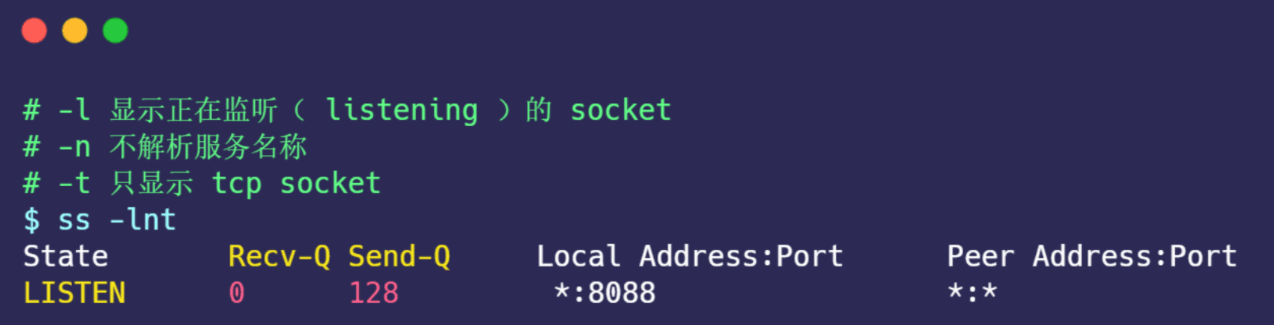 # -l 显示正在监听（ listening ）的 socket
# -n 不解析服务名称
# -t 只显示 tcp socket
$ ss -lnt
State Recv-Q Send-Q Local Address:Port Peer Address:Port
LISTEN 0 128 *:8088 *:*